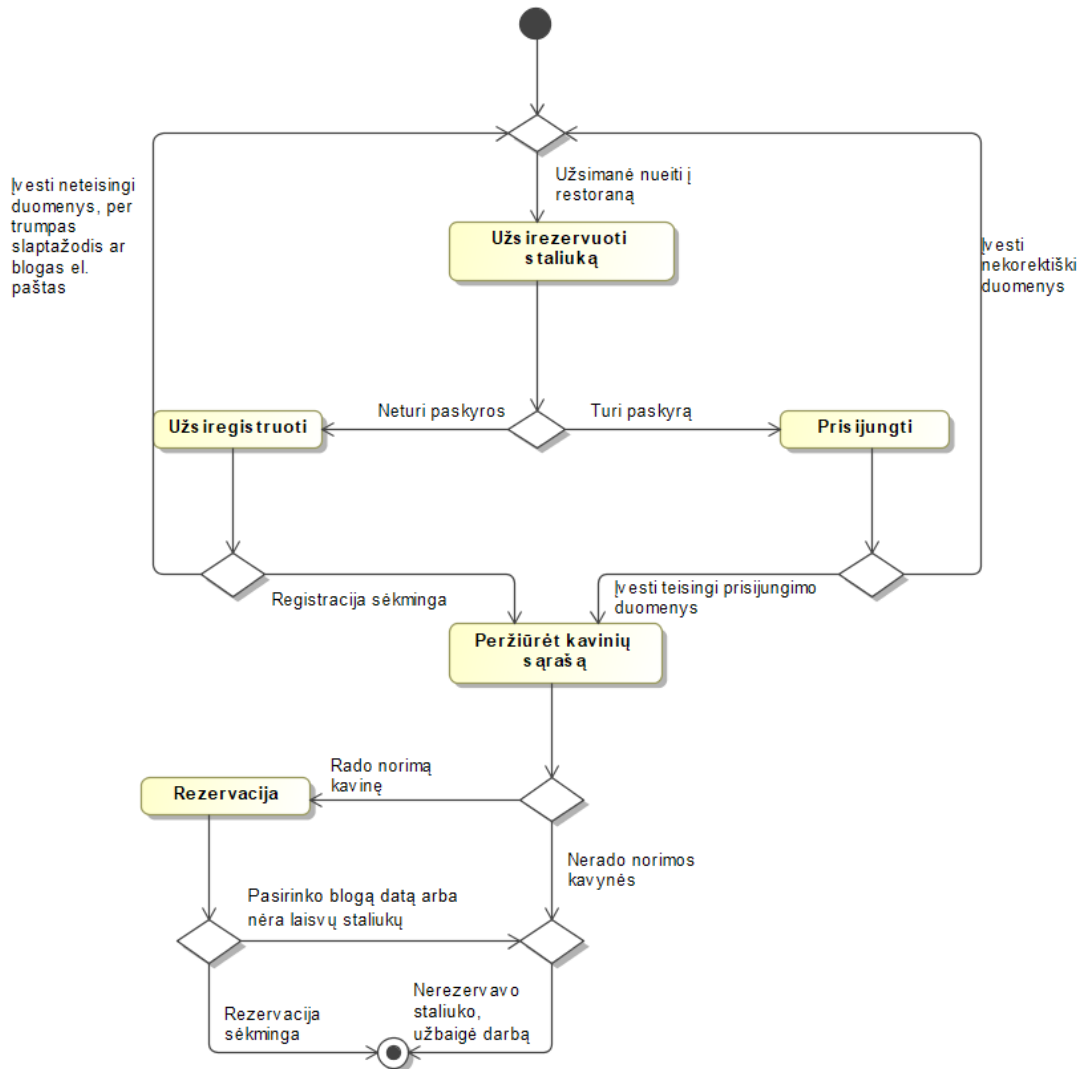 Užsimanė nueiti į
restoraną
Įvesti neteisingi
duomenys, per
trumpas
slaptažodis ar
blogas el.
paštas
Užsirezervuoti
staliuką
Įvesti
nekorektiški
duomenys
Neturi paskyros
Turi paskyrą
Užsiregistruoti
Prisijungti
Registracija sėkminga
Įvesti teisingi prisijungimo
duomenys
Peržiūrėt kavinių
sąrašą
Rado norimą
kavinę
Rezervacija
Nerado norimos
kavynės
Pasirinko blogą datą arba
nėra laisvų staliukų
Rezervacija
sėkminga
Nerezervavo
staliuko,
užbaigė darbą